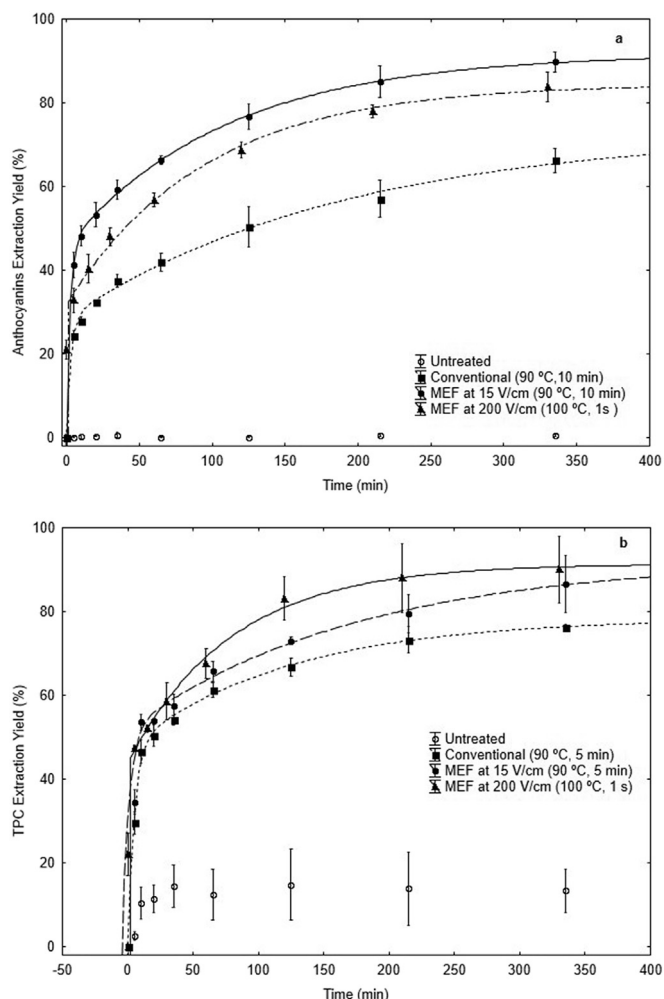 a
100
80
60
40
20
0
Anthocyanins Extraction Yield (%)
Untreated
Conventional (90 ºC,10 min)
MEF at 15 V/cm (90 ºC, 10 min)
MEF at 200 V/cm (100 ºC, 1s )
0 50 100 150 200 250 300 350 400
Time (min)
b
100
80
60
40
20
0
TPC Extraction Yield (%)
Untreated
Conventional (90 ºC, 5 min)
MEF at 15 V/cm (90 ºC, 5 min)
MEF at 200 V/cm (100 ºC, 1 s)
-50 0 50 100 150 200 250 300 350 400
Time (min)